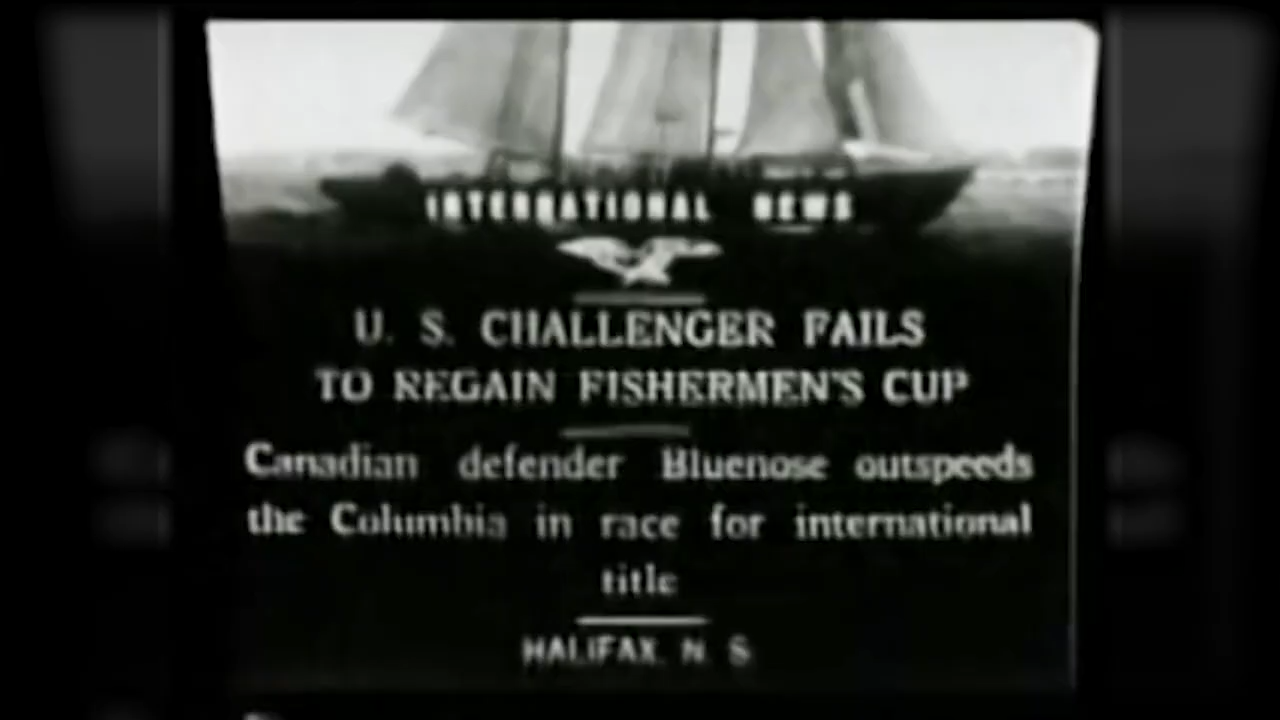 INTERNATIONAL NEWS
U. S. CHALLENGER FAILS
TO REGAIN FISHERMEN'S CUP
Canadian defender Bluenose outspeeds
the Columbia in race for international
title
HALIFAX, N. S.